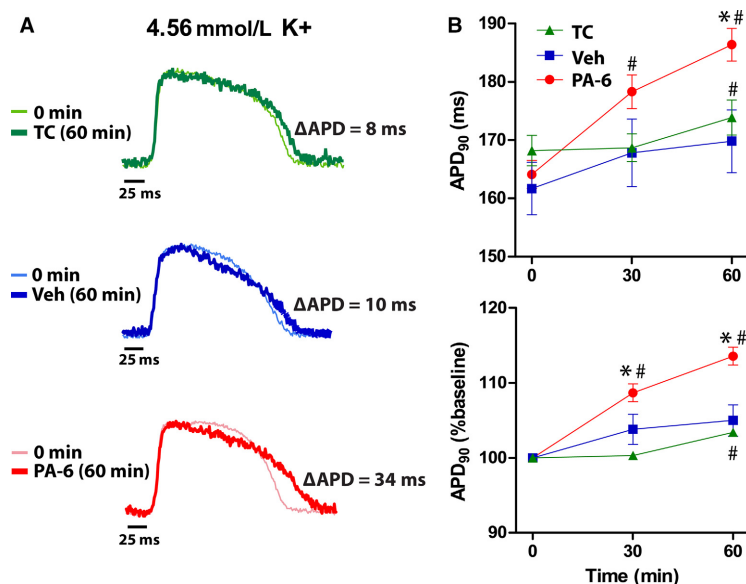 A
4.56 mmol/L K+
0 min
TC (60 min)
ΔAPD = 8 ms
25 ms
0 min
Veh (60 min)
ΔAPD = 10 ms
25 ms
0 min
PA-6 (60 min)
ΔAPD = 34 ms
25 ms
B
TC
Veh
PA-6
* #
#
#
APD90 (ms)
190
180
170
160
150
0 30 60
* #
* #
#
APD90 (%baseline)
120
110
100
90
0 30 60
Time (min)